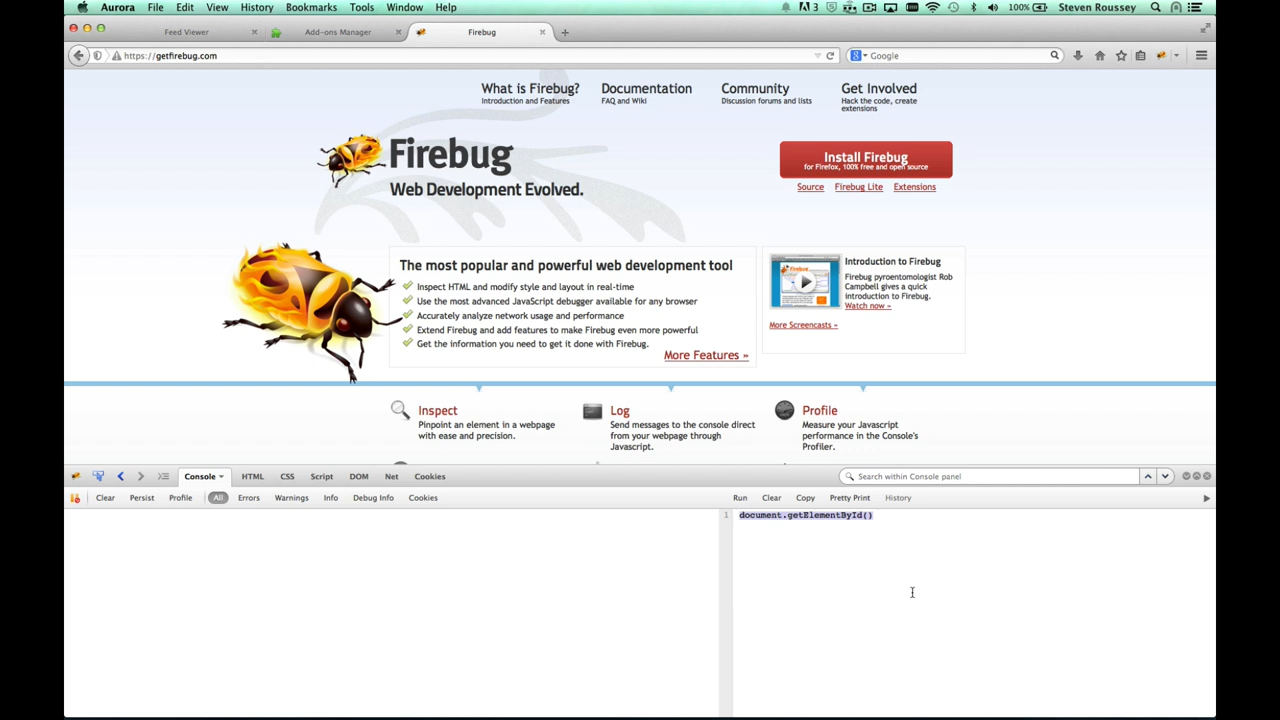 Aurora File Edit View History Bookmarks Tools Window Help 3 100% Steven Roussey
Feed Viewer Add-ons Manager Firebug
https://getfirebug.com Google
What is Firebug? Documentation Community Get Involved
Introduction and Features FAQ and Wiki Discussion forums and lists Hack the code, create
extensions
Firebug
Web Development Evolved.
Install Firebug
for Firefox, 100% free and open source
Source Firebug Lite Extensions
The most popular and powerful web development tool
Inspect HTML and modify style and layout in real-time
Use the most advanced JavaScript debugger available for any browser
Accurately analyze network usage and performance
Extend Firebug and add features to make Firebug even more powerful
Get the information you need to get it done with Firebug.
More Features »
Introduction to Firebug
Firebug pyroentomologist Rob
Campbell gives a quick
introduction to Firebug.
Watch now »
More Screencasts »
Inspect
Pinpoint an element in a webpage
with ease and precision.
Log
Send messages to the console direct
from your webpage through
Javascript.
Profile
Measure your Javascript
performance in the Console's
Profiler.
Console HTML CSS Script DOM Net Cookies Search within Console panel
Clear Persist Profile All Errors Warnings Info Debug Info Cookies Run Clear Copy Pretty Print History
1 document.getElementById()